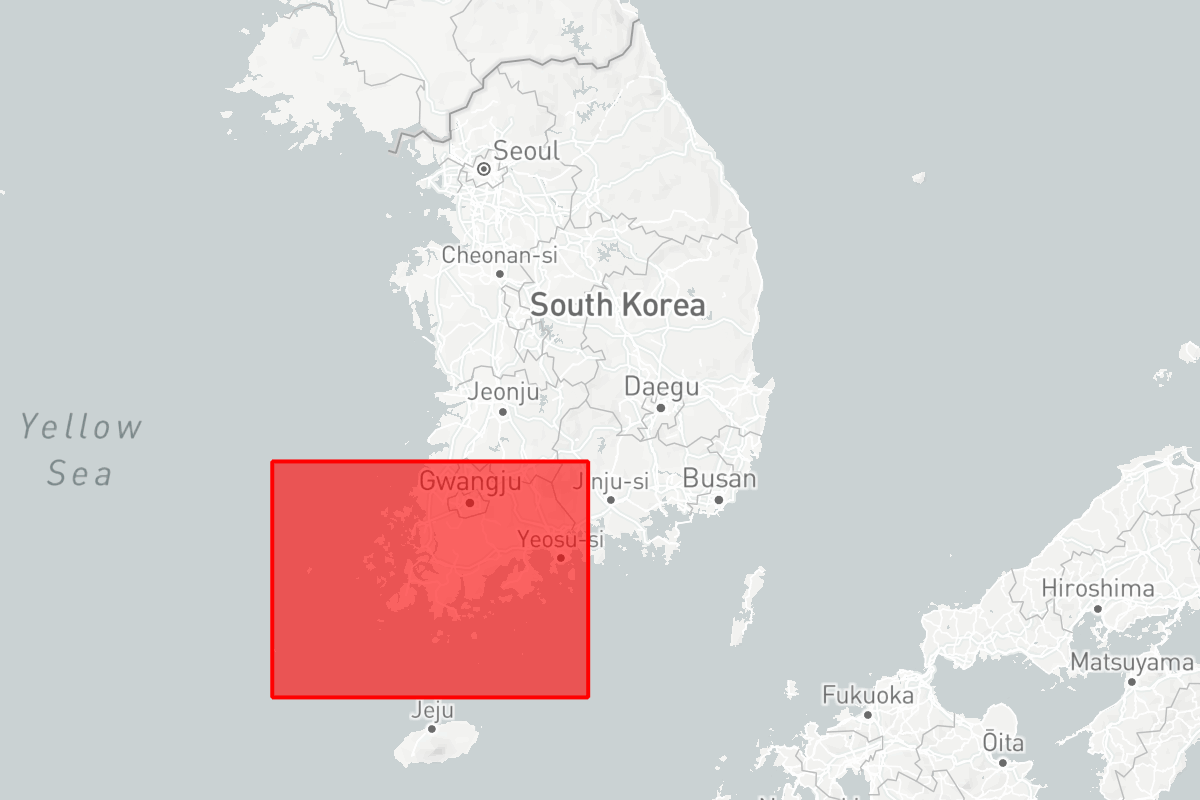 Seoul
Cheonan-si
South Korea
Jeonju
Daegu
Yellow
Sea
Gwangju
Jinju-si
Busan
Yeosu-si
Hiroshima
Matsuyama
Fukuoka
Jeju
Ōita